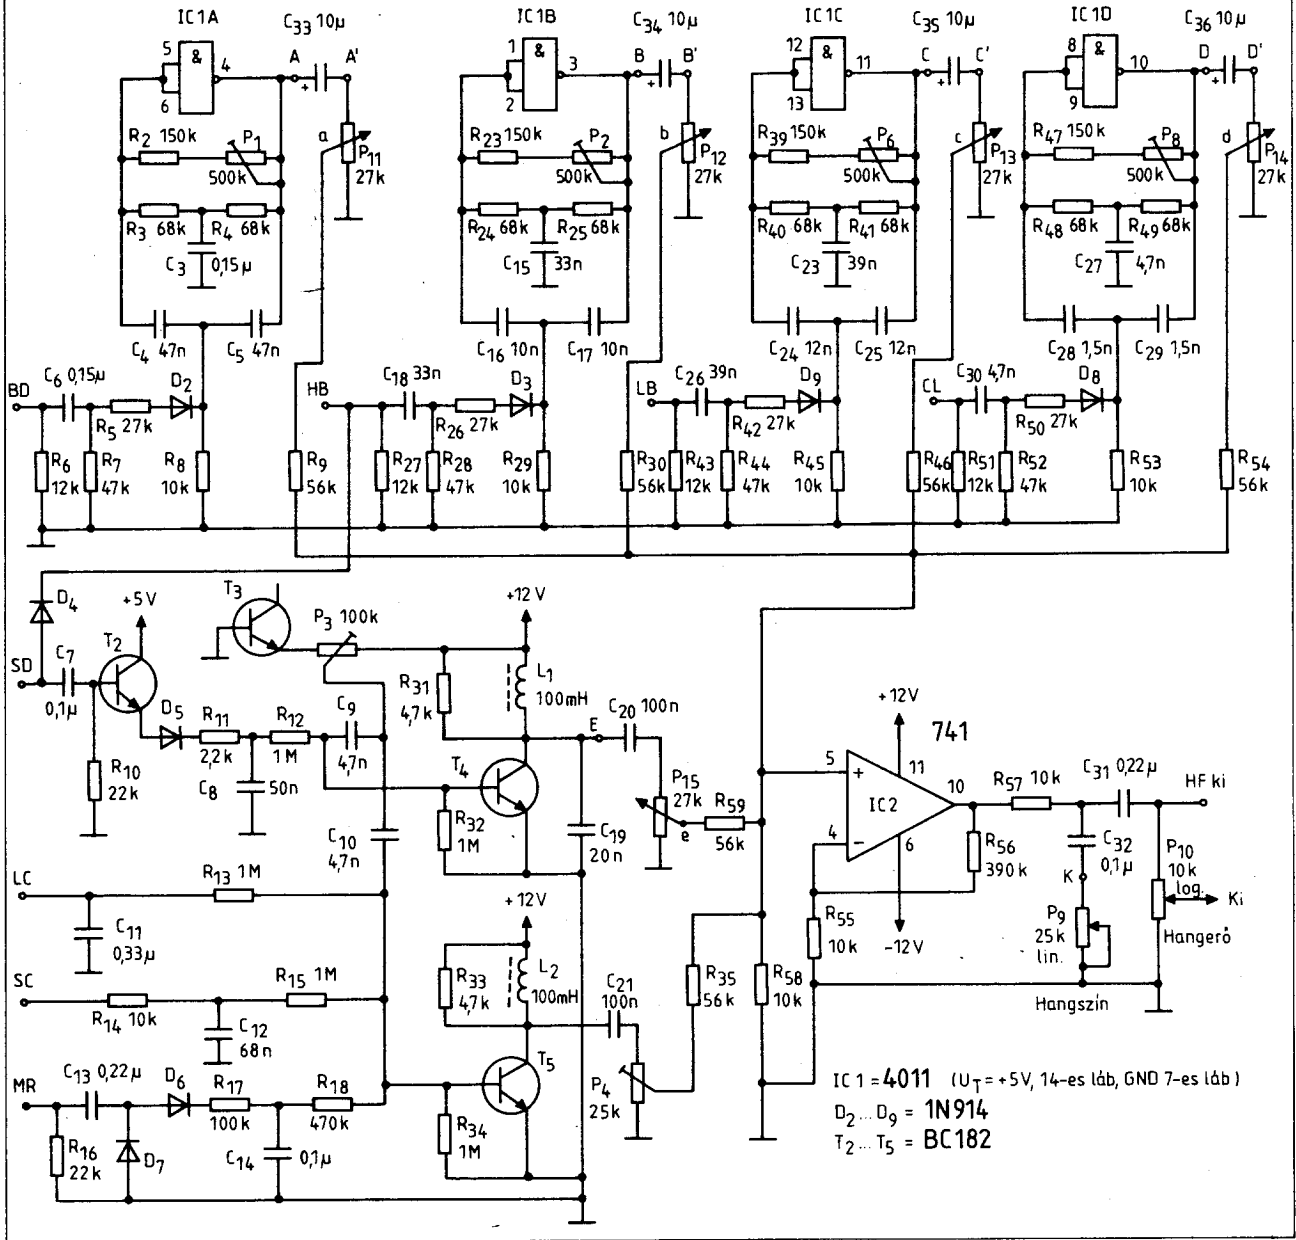 IC1A
C33 10µ
IC1B
C34 10µ
IC1C
C35 10µ
IC1D
C36 10µ
5
&
4
6
A
A'
1
&
3
2
B
B'
12
&
11
13
C
C'
8
&
10
9
D
D'
+
+
+
+
R2 150k
P1
500k
a
P11
27k
R23 150k
P2
500k
b
P12
27k
R39 150k
P6
500k
c
P13
27k
R47 150k
P8
500k
d
P14
27k
R3 68k
R4 68k
R24 68k
R25 68k
R40 68k
R41 68k
R48 68k
R49 68k
C3 0,15µ
C15 33n
C23 39n
C27 4,7n
C4 47n
C5 47n
C16 10n
C17 10n
C24 12n
C25 12n
C28 1,5n
C29 1,5n
BD
C6 0,15µ
D2
R5 27k
HB
C18 33n
D3
R26 27k
LB
C26 39n
D9
R42 27k
CL
C30 4,7n
D8
R50 27k
R6
12k
R7
47k
R8
10k
R9
56k
R27
12k
R28
47k
R29
10k
R30
56k
R43
12k
R44
47k
R45
10k
R46
56k
R51
12k
R52
47k
R53
10k
R54
56k
D4
+5V
T2
T3
P3 100k
+12V
SD
C7
0,1µ
D5
R11
2,2k
R12
1M
C9
4,7n
R31
4,7k
L1
100mH
E
C20 100n
R10
22k
C8 50n
T4
R32
1M
C10
4,7n
C19
20n
P15
27k
e
R59
56k
+12V
741
5
+
11
IC2
10
4
−
6
-12V
R57 10k
C31 0,22µ
HF ki
R56
390k
C32
0,1µ
K
P10
10k
log.
Ki
Hangerő
R55
10k
P9
25k
lin.
Hangszín
LC
R13 1M
C11
0,33µ
+12V
R33
4,7k
L2
100mH
C21
100n
R35
56k
R58
10k
SC
R14 10k
R15 1M
C12
68n
MR
C13 0,22µ
D6
R17
100k
R18
470k
T5
P4
25k
R16
22k
D7
C14 0,1µ
R34
1M
IC 1 = 4011 (UT = +5V, 14-es láb, GND 7-es láb)
D2...D9 = 1N914
T2...T5 = BC182